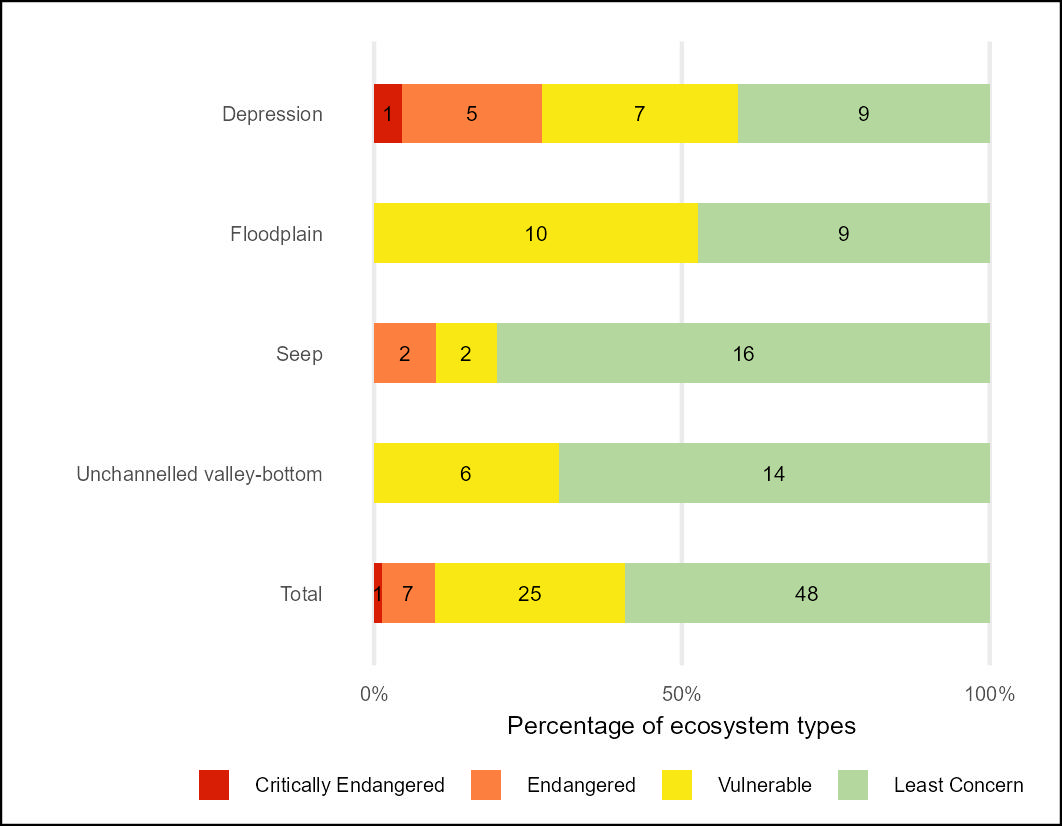 Depression 1 5 7 9
Floodplain 10 9
Seep 2 2 16
Unchannelled valley-bottom 6 14
Total 1 7 25 48
0% 50% 100%
Percentage of ecosystem types
Critically Endangered Endangered Vulnerable Least Concern